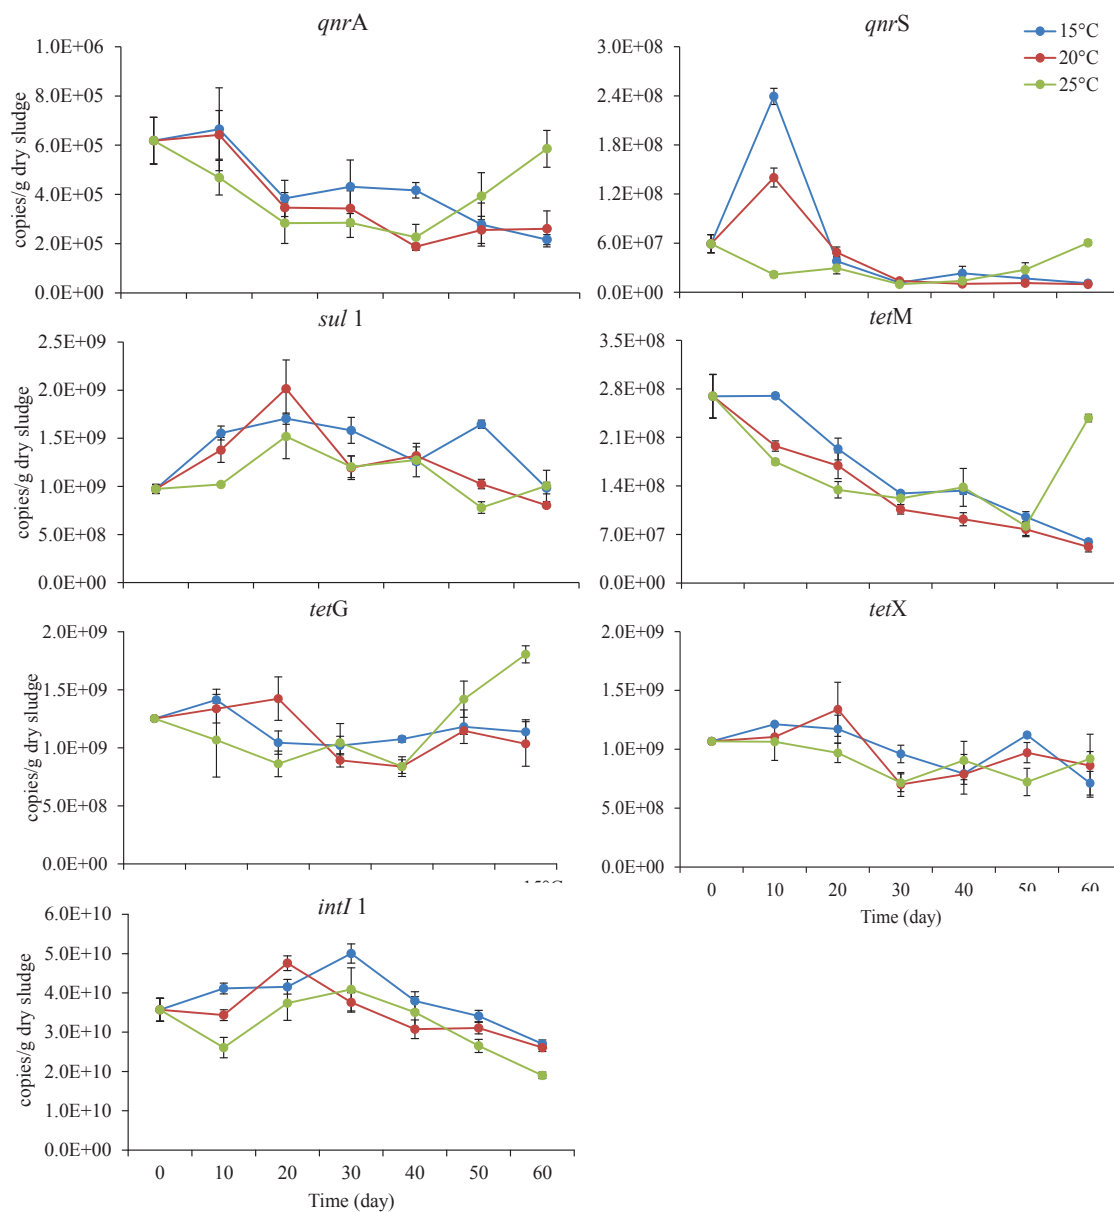 qnrA
1.0E+06
8.0E+05
6.0E+05
4.0E+05
2.0E+05
0.0E+00
copies/g dry sludge
qnrS
3.0E+08
2.4E+08
1.8E+08
1.2E+08
6.0E+07
0.0E+00
15°C
20°C
25°C
sul 1
2.5E+09
2.0E+09
1.5E+09
1.0E+09
5.0E+08
0.0E+00
copies/g dry sludge
tetM
3.5E+08
2.8E+08
2.1E+08
1.4E+08
7.0E+07
0.0E+00
tetG
2.0E+09
1.5E+09
1.0E+09
5.0E+08
0.0E+00
copies/g dry sludge
tetX
2.0E+09
1.5E+09
1.0E+09
5.0E+08
0.0E+00
0 10 20 30 40 50 60
Time (day)
15°C
intI 1
6.0E+10
5.0E+10
4.0E+10
3.0E+10
2.0E+10
1.0E+10
0.0E+00
copies/g dry sludge
0 10 20 30 40 50 60
Time (day)